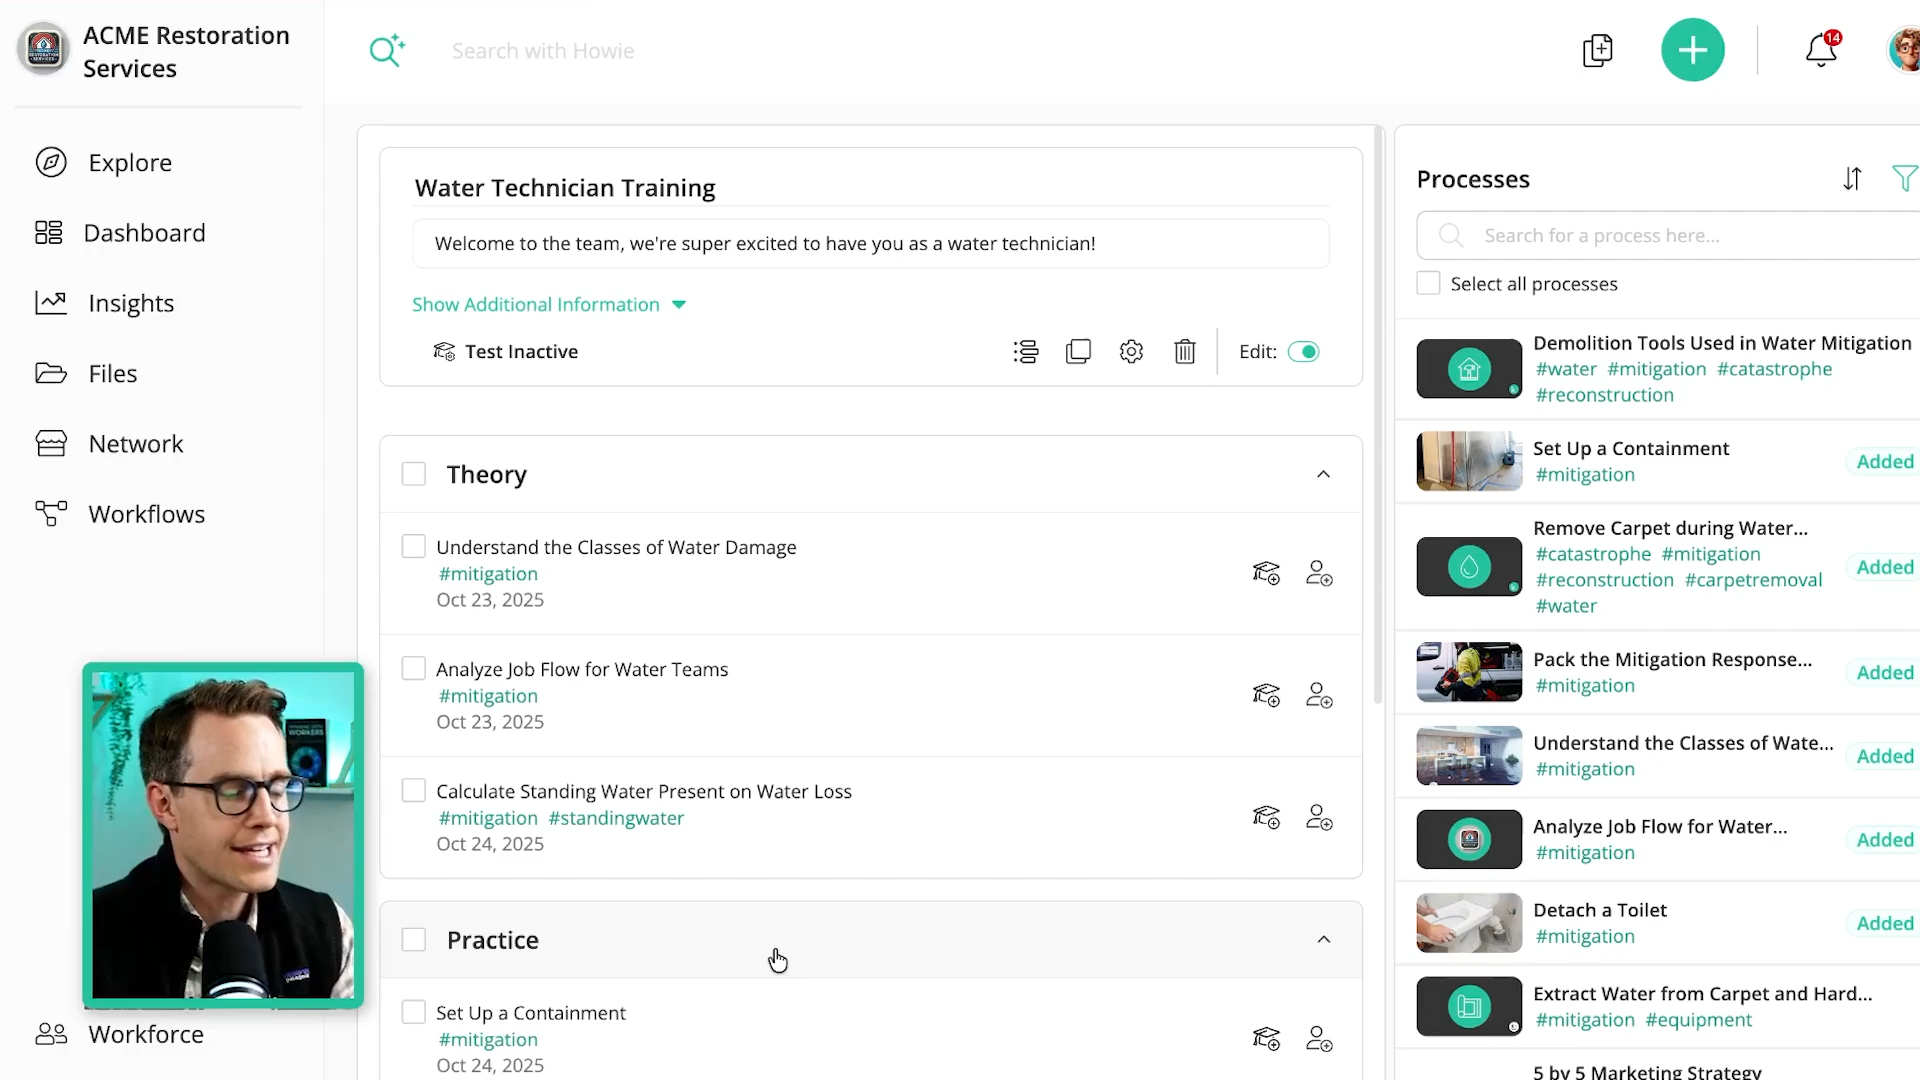 ACME Restoration
Services
Search with Howie
14
Explore
Dashboard
Insights
Files
Network
Workflows
Workforce
Water Technician Training
Welcome to the team, we're super excited to have you as a water technician!
Show Additional Information
Test Inactive
Edit:
Theory
Understand the Classes of Water Damage
#mitigation
Oct 23, 2025
Analyze Job Flow for Water Teams
#mitigation
Oct 23, 2025
Calculate Standing Water Present on Water Loss
#mitigation #standingwater
Oct 24, 2025
Practice
Set Up a Containment
#mitigation
Oct 24, 2025
Processes
Search for a process here...
Select all processes
Demolition Tools Used in Water Mitigation
#water #mitigation #catastrophe
#reconstruction
Set Up a Containment
#mitigation
Added
Remove Carpet during Water...
#catastrophe #mitigation
#reconstruction #carpetremoval
#water
Added
Pack the Mitigation Response...
#mitigation
Added
Understand the Classes of Wate...
#mitigation
Added
Analyze Job Flow for Water...
#mitigation
Added
Detach a Toilet
#mitigation
Added
Extract Water from Carpet and Hard...
#mitigation #equipment
5 by 5 Marketing Strategy
WORKERS